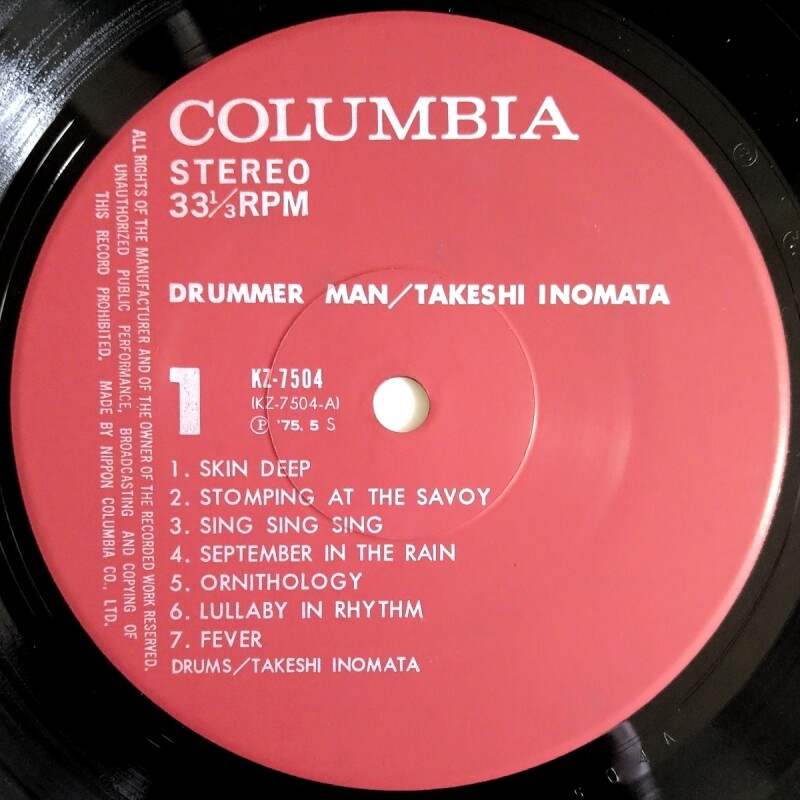 COLUMBIA
STEREO
33⅓RPM
DRUMMER MAN/TAKESHI INOMATA
1
KZ-7504
(KZ-7504-A)
Ⓟ '75. 5 S
1. SKIN DEEP
2. STOMPING AT THE SAVOY
3. SING SING SING
4. SEPTEMBER IN THE RAIN
5. ORNITHOLOGY
6. LULLABY IN RHYTHM
7. FEVER
DRUMS/TAKESHI INOMATA
ALL RIGHTS OF THE MANUFACTURER AND OF THE OWNER OF THE RECORDED WORK RESERVED.
UNAUTHORIZED PUBLIC PERFORMANCE, BROADCASTING AND COPYING OF
THIS RECORD PROHIBITED. MADE BY NIPPON COLUMBIA CO., LTD.